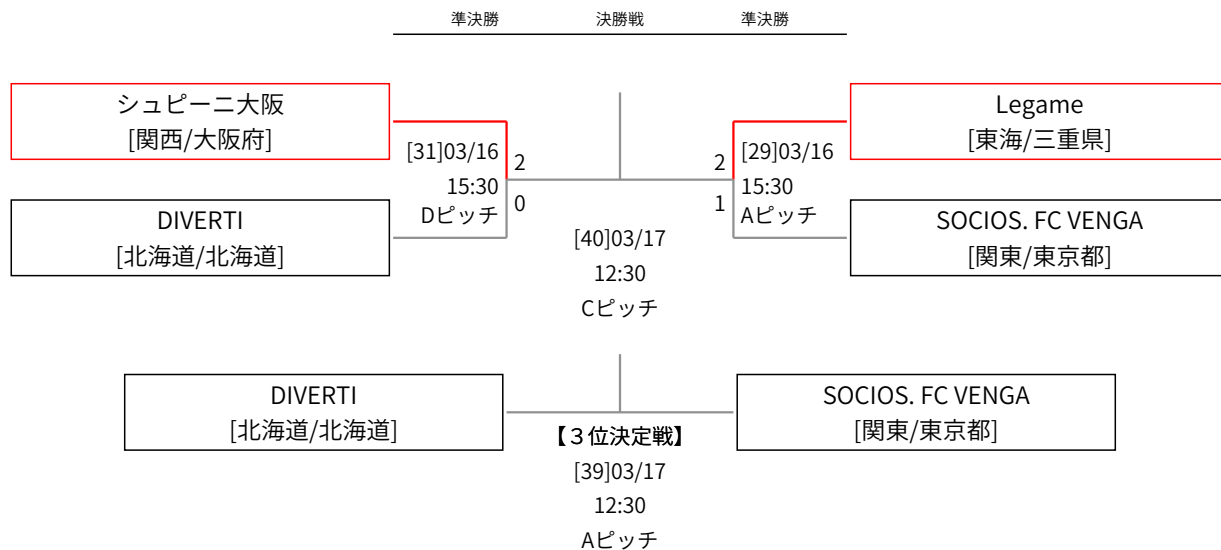 準決勝
決勝戦
準決勝
シュピーニ大阪
[関西/大阪府]
Legame
[東海/三重県]
[31]03/16
15:30
Dピッチ
2
0
2
1
[29]03/16
15:30
Aピッチ
DIVERTI
[北海道/北海道]
SOCIOS. FC VENGA
[関東/東京都]
[40]03/17
12:30
Cピッチ
DIVERTI
[北海道/北海道]
SOCIOS. FC VENGA
[関東/東京都]
【３位決定戦】
[39]03/17
12:30
Aピッチ